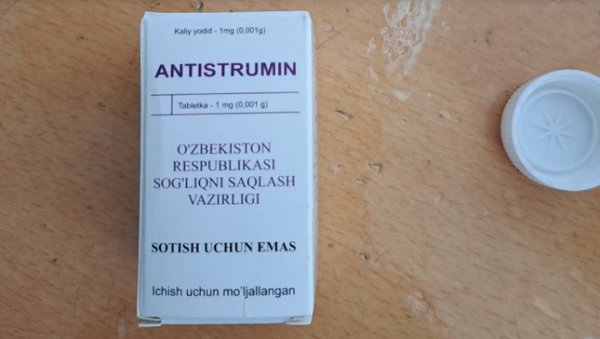 Kaliy yodid - 1mg (0,001g)
ANTISTRUMIN
Tabletka - 1 mg (0,001 g)
O'ZBEKISTON
RESPUBLIKASI
SOG'LIQNI SAQLASH
VAZIRLIGI
SOTISH UCHUN EMAS
Ichish uchun mo'ljallangan